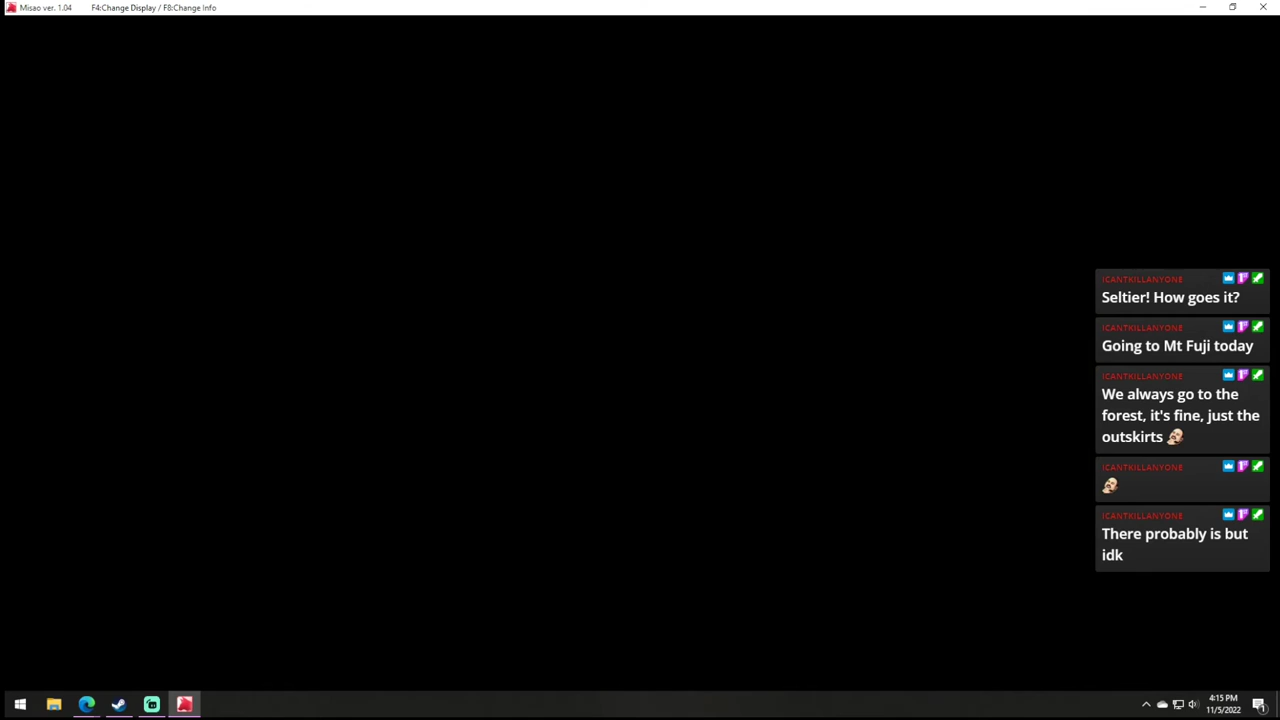 Misao ver. 1.04 F4:Change Display / F8:Change Info
ICANTKILLANYONE
Seltier! How goes it?
ICANTKILLANYONE
Going to Mt Fuji today
ICANTKILLANYONE
We always go to the
forest, it's fine, just the
outskirts
ICANTKILLANYONE
ICANTKILLANYONE
There probably is but
idk
4:15 PM
11/5/2022
1